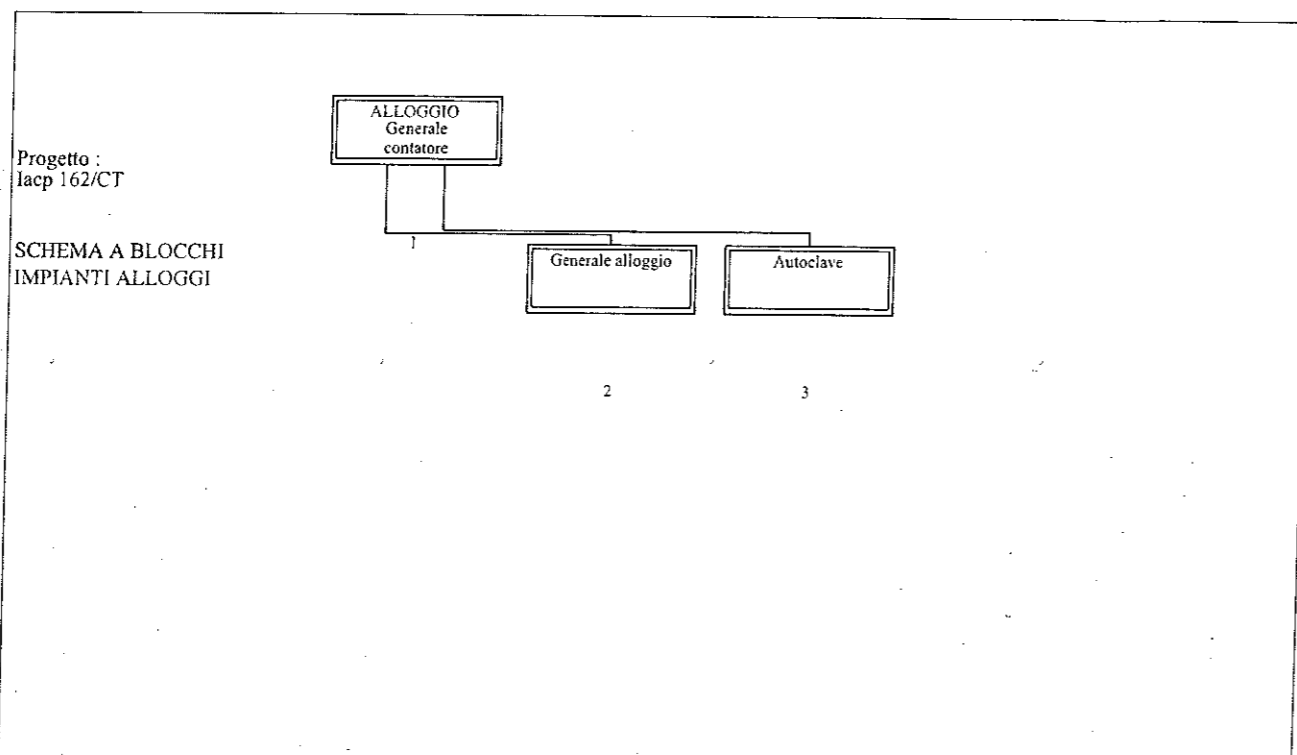 ALLOGGIO
Generale
contatore
Progetto :
Iacp 162/CT
1
SCHEMA A BLOCCHI
IMPIANTI ALLOGGI
Generale alloggio
Autoclave
2
3